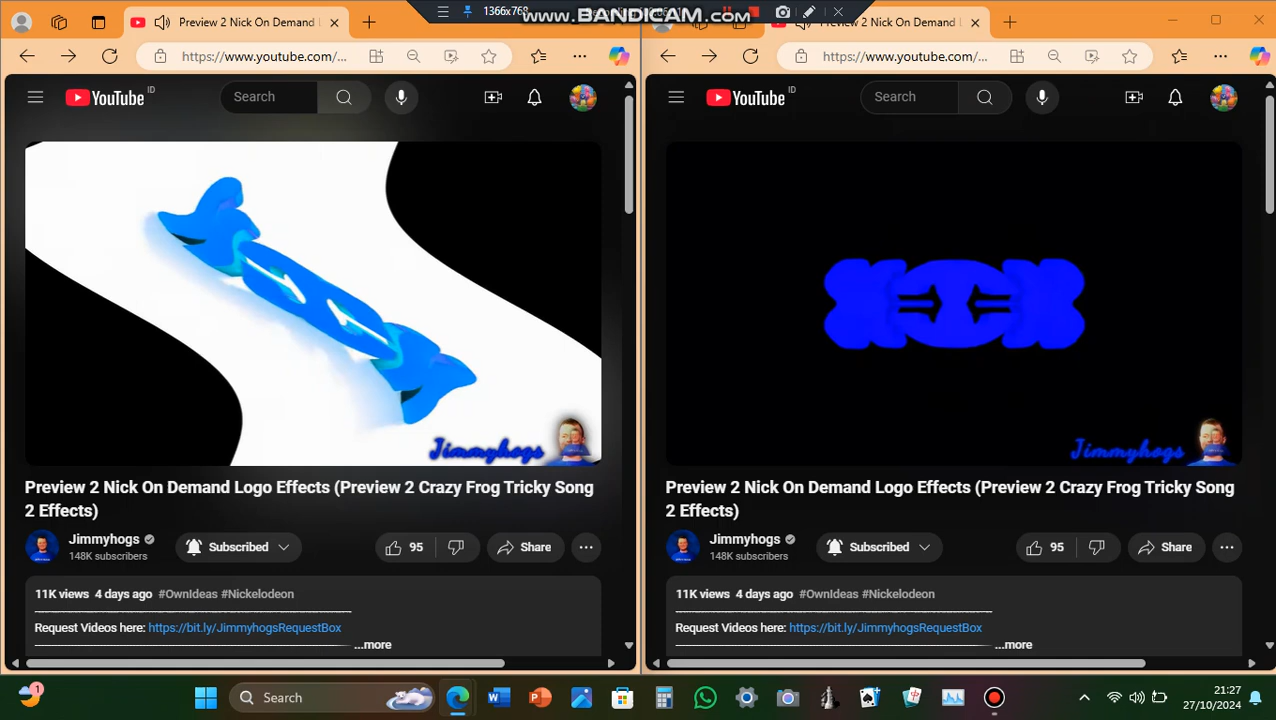 Preview 2 Nick On Demand L
1366x768
www.BANDICAM.com
Preview 2 Nick On Demand L
https://www.youtube.com/...
https://www.youtube.com/...
YouTube ID
Search
YouTube ID
Search
Jimmyhogs
Jimmyhogs
Preview 2 Nick On Demand Logo Effects (Preview 2 Crazy Frog Tricky Song
2 Effects)
Preview 2 Nick On Demand Logo Effects (Preview 2 Crazy Frog Tricky Song
2 Effects)
Jimmyhogs
148K subscribers
Subscribed
95
Share
Jimmyhogs
148K subscribers
Subscribed
95
Share
11K views 4 days ago #OwnIdeas #Nickelodeon
Request Videos here: https://bit.ly/JimmyhogsRequestBox
...more
11K views 4 days ago #OwnIdeas #Nickelodeon
Request Videos here: https://bit.ly/JimmyhogsRequestBox
...more
1
Search
21:27
27/10/2024